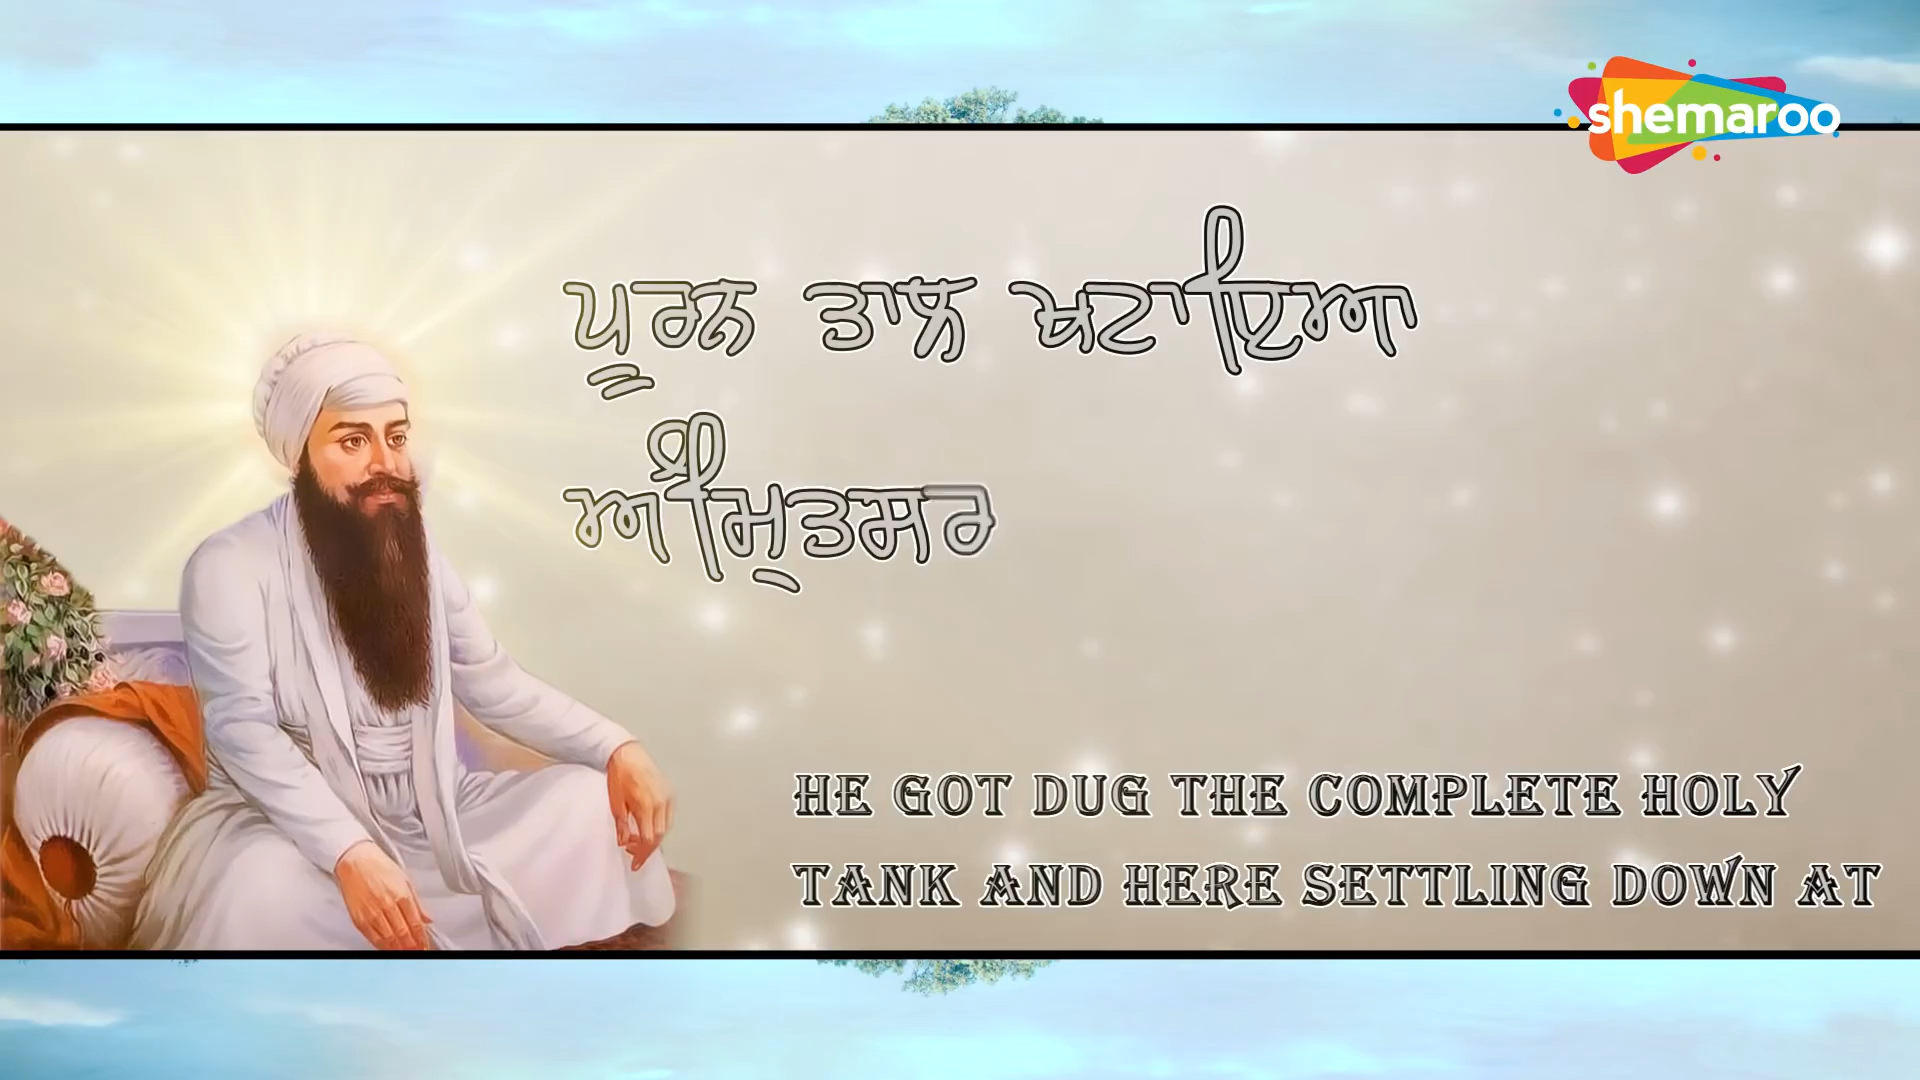 shemaroo
ਪੂਰਨ ਤਾਲ ਖਟਾਇਆ
ਅੰਮ੍ਰਿਤਸਰ
HE GOT DUG THE COMPLETE HOLY
TANK AND HERE SETTLING DOWN AT